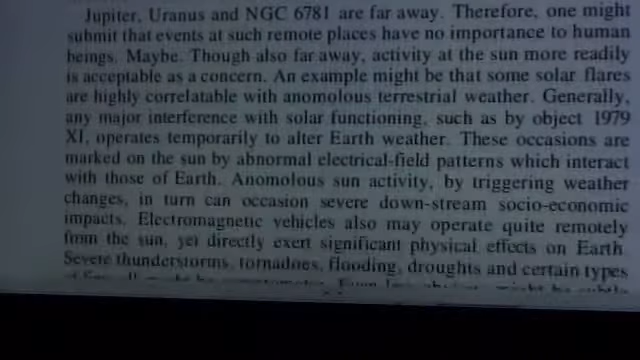 Jupiter, Uranus and NGC 6781 are far away. Therefore, one might
submit that events at such remote places have no importance to human
beings. Maybe. Though also far away, activity at the sun more readily
is acceptable as a concern. An example might be that some solar flares
are highly correlatable with anomolous terrestrial weather. Generally,
any major interference with solar functioning, such as by object 1979
XI, operates temporarily to alter Earth weather. These occasions are
marked on the sun by abnormal electrical-field patterns which interact
with those of Earth. Anomolous sun activity, by triggering weather
changes, in turn can occasion severe down-stream socio-economic
impacts. Electromagnetic vehicles also may operate quite remotely
from the sun, yet directly exert significant physical effects on Earth.
Severe thunderstorms, tornadoes, flooding, droughts and certain types